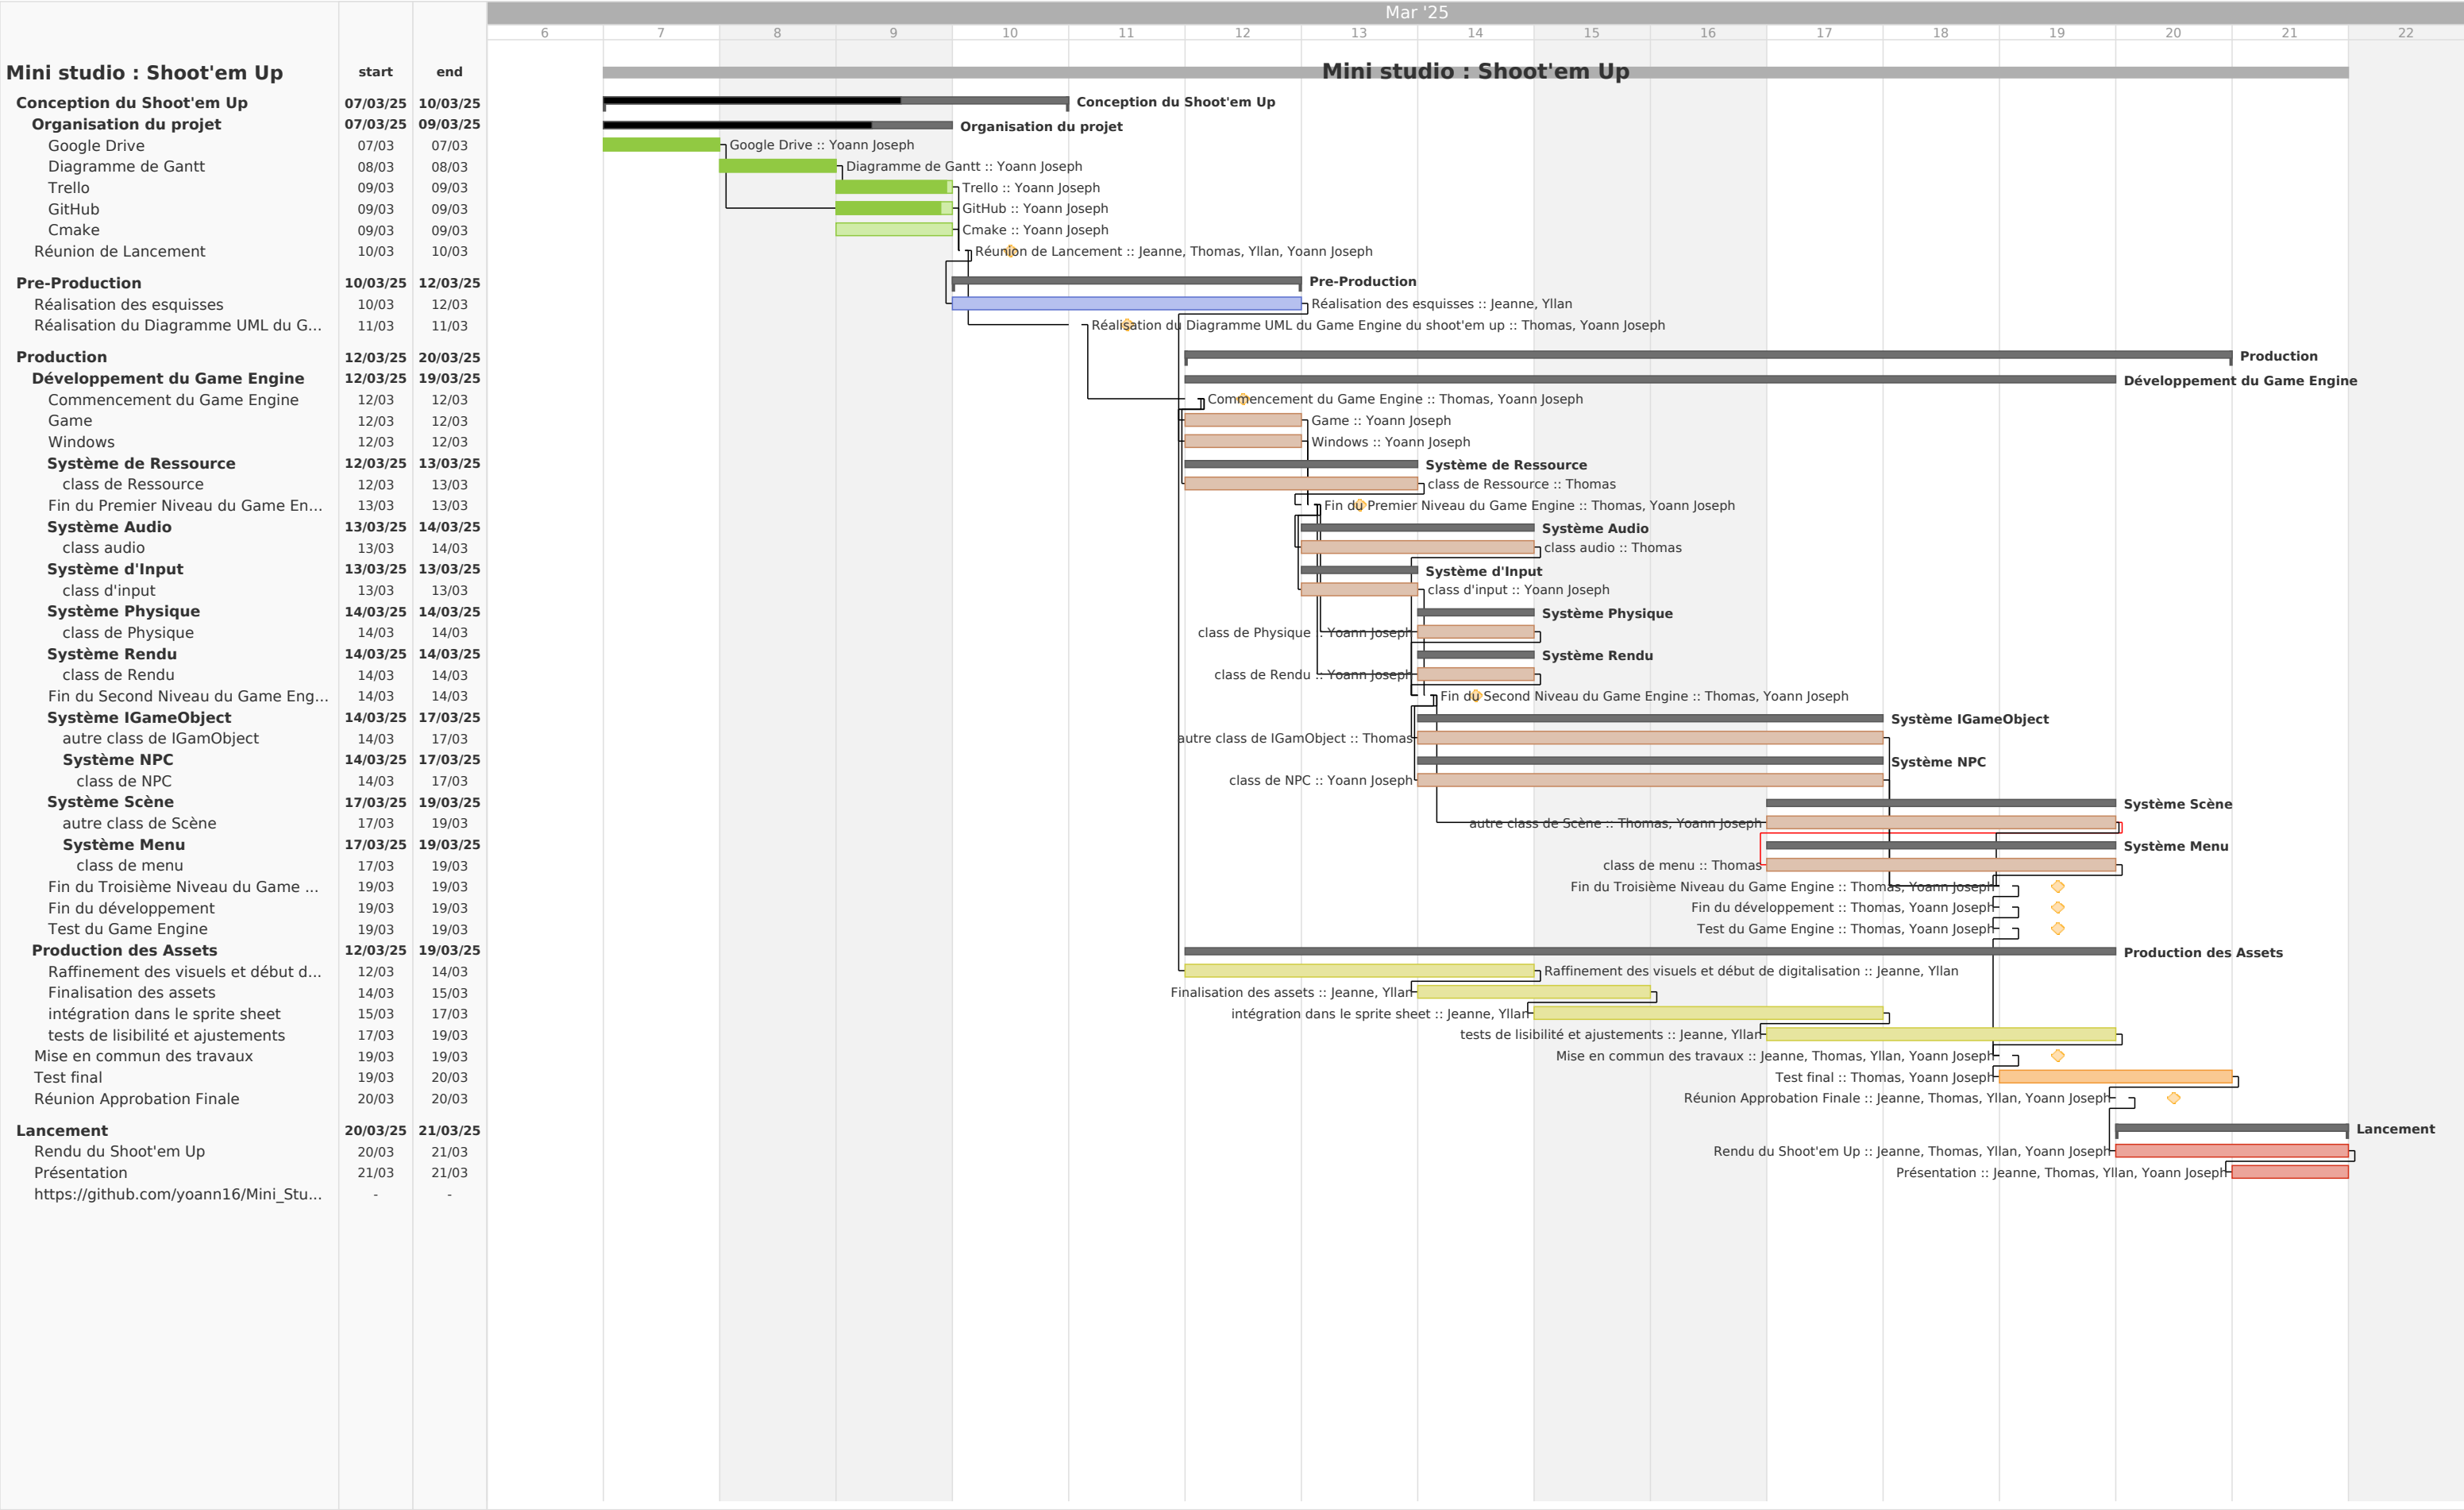 Mar '25
6 7 8 9 10 11 12 13 14 15 16 17 18 19 20 21 22
Mini studio : Shoot'em Up start end Mini studio : Shoot'em Up
Conception du Shoot'em Up 07/03/25 10/03/25 Conception du Shoot'em Up
Organisation du projet 07/03/25 09/03/25 Organisation du projet
Google Drive 07/03 07/03 Google Drive :: Yoann Joseph
Diagramme de Gantt 08/03 08/03 Diagramme de Gantt :: Yoann Joseph
Trello 09/03 09/03 Trello :: Yoann Joseph
GitHub 09/03 09/03 GitHub :: Yoann Joseph
Cmake 09/03 09/03 Cmake :: Yoann Joseph
Réunion de Lancement 10/03 10/03 Réunion de Lancement :: Jeanne, Thomas, Yllan, Yoann Joseph
Pre-Production 10/03/25 12/03/25 Pre-Production
Réalisation des esquisses 10/03 12/03 Réalisation des esquisses :: Jeanne, Yllan
Réalisation du Diagramme UML du G... 11/03 11/03 Réalisation du Diagramme UML du Game Engine du shoot'em up :: Thomas, Yoann Joseph
Production 12/03/25 20/03/25 Production
Développement du Game Engine 12/03/25 19/03/25 Développement du Game Engine
Commencement du Game Engine 12/03 12/03 Commencement du Game Engine :: Thomas, Yoann Joseph
Game 12/03 12/03 Game :: Yoann Joseph
Windows 12/03 12/03 Windows :: Yoann Joseph
Système de Ressource 12/03/25 13/03/25 Système de Ressource
class de Ressource 12/03 13/03 class de Ressource :: Thomas
Fin du Premier Niveau du Game En... 13/03 13/03 Fin du Premier Niveau du Game Engine :: Thomas, Yoann Joseph
Système Audio 13/03/25 14/03/25 Système Audio
class audio 13/03 14/03 class audio :: Thomas
Système d'Input 13/03/25 13/03/25 Système d'Input
class d'input 13/03 13/03 class d'input :: Yoann Joseph
Système Physique 14/03/25 14/03/25 Système Physique
class de Physique 14/03 14/03 class de Physique :: Yoann Joseph
Système Rendu 14/03/25 14/03/25 Système Rendu
class de Rendu 14/03 14/03 class de Rendu :: Yoann Joseph
Fin du Second Niveau du Game Eng... 14/03 14/03 Fin du Second Niveau du Game Engine :: Thomas, Yoann Joseph
Système IGameObject 14/03/25 17/03/25 Système IGameObject
autre class de IGamObject 14/03 17/03 autre class de IGamObject :: Thomas
Système NPC 14/03/25 17/03/25 Système NPC
class de NPC 14/03 17/03 class de NPC :: Yoann Joseph
Système Scène 17/03/25 19/03/25 Système Scène
autre class de Scène 17/03 19/03 autre class de Scène :: Thomas, Yoann Joseph
Système Menu 17/03/25 19/03/25 Système Menu
class de menu 17/03 19/03 class de menu :: Thomas
Fin du Troisième Niveau du Game ... 19/03 19/03 Fin du Troisième Niveau du Game Engine :: Thomas, Yoann Joseph
Fin du développement 19/03 19/03 Fin du développement :: Thomas, Yoann Joseph
Test du Game Engine 19/03 19/03 Test du Game Engine :: Thomas, Yoann Joseph
Production des Assets 12/03/25 19/03/25 Production des Assets
Raffinement des visuels et début d... 12/03 14/03 Raffinement des visuels et début de digitalisation :: Jeanne, Yllan
Finalisation des assets 14/03 15/03 Finalisation des assets :: Jeanne, Yllan
intégration dans le sprite sheet 15/03 17/03 intégration dans le sprite sheet :: Jeanne, Yllan
tests de lisibilité et ajustements 17/03 19/03 tests de lisibilité et ajustements :: Jeanne, Yllan
Mise en commun des travaux 19/03 19/03 Mise en commun des travaux :: Jeanne, Thomas, Yllan, Yoann Joseph
Test final 19/03 20/03 Test final :: Thomas, Yoann Joseph
Réunion Approbation Finale 20/03 20/03 Réunion Approbation Finale :: Jeanne, Thomas, Yllan, Yoann Joseph
Lancement 20/03/25 21/03/25 Lancement
Rendu du Shoot'em Up 20/03 21/03 Rendu du Shoot'em Up :: Jeanne, Thomas, Yllan, Yoann Joseph
Présentation 21/03 21/03 Présentation :: Jeanne, Thomas, Yllan, Yoann Joseph
https://github.com/yoann16/Mini_Stu... - -